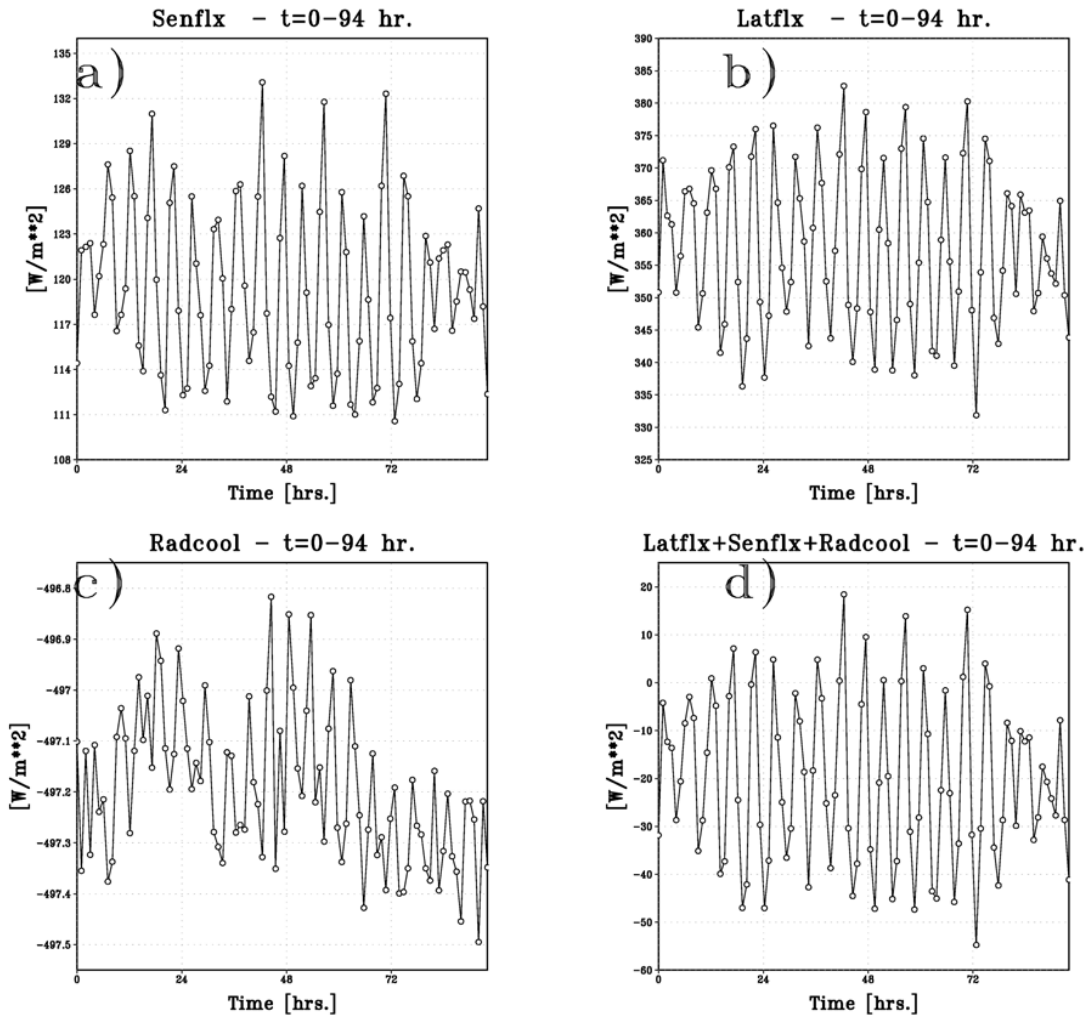 Senflx - t=0-94 hr.
a)
[W/m**2]
135
132
129
126
123
120
117
114
111
108
0 24 48 72
Time [hrs.]
Latflx - t=0-94 hr.
b)
[W/m**2]
390
385
380
375
370
365
360
355
350
345
340
335
330
325
0 24 48 72
Time [hrs.]
Radcool - t=0-94 hr.
c)
[W/m**2]
-496.8
-496.9
-497
-497.1
-497.2
-497.3
-497.4
-497.5
0 24 48 72
Time [hrs.]
Latflx+Senflx+Radcool - t=0-94 hr.
d)
[W/m**2]
20
10
0
-10
-20
-30
-40
-50
-60
0 24 48 72
Time [hrs.]